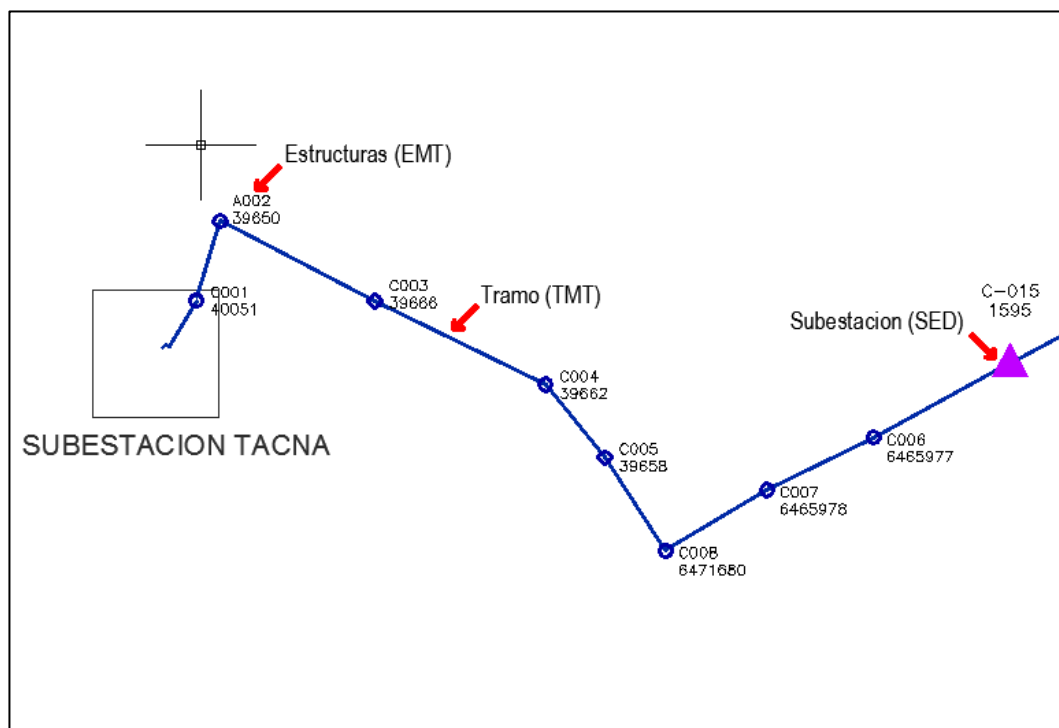 Estructuras (EMT)
A002
39650
C001
40051
C003
39666
Tramo (TMT)
C-015
1595
Subestacion (SED)
C004
39662
SUBESTACION TACNA
C005
39658
C006
6465977
C007
6465978
C008
6471680